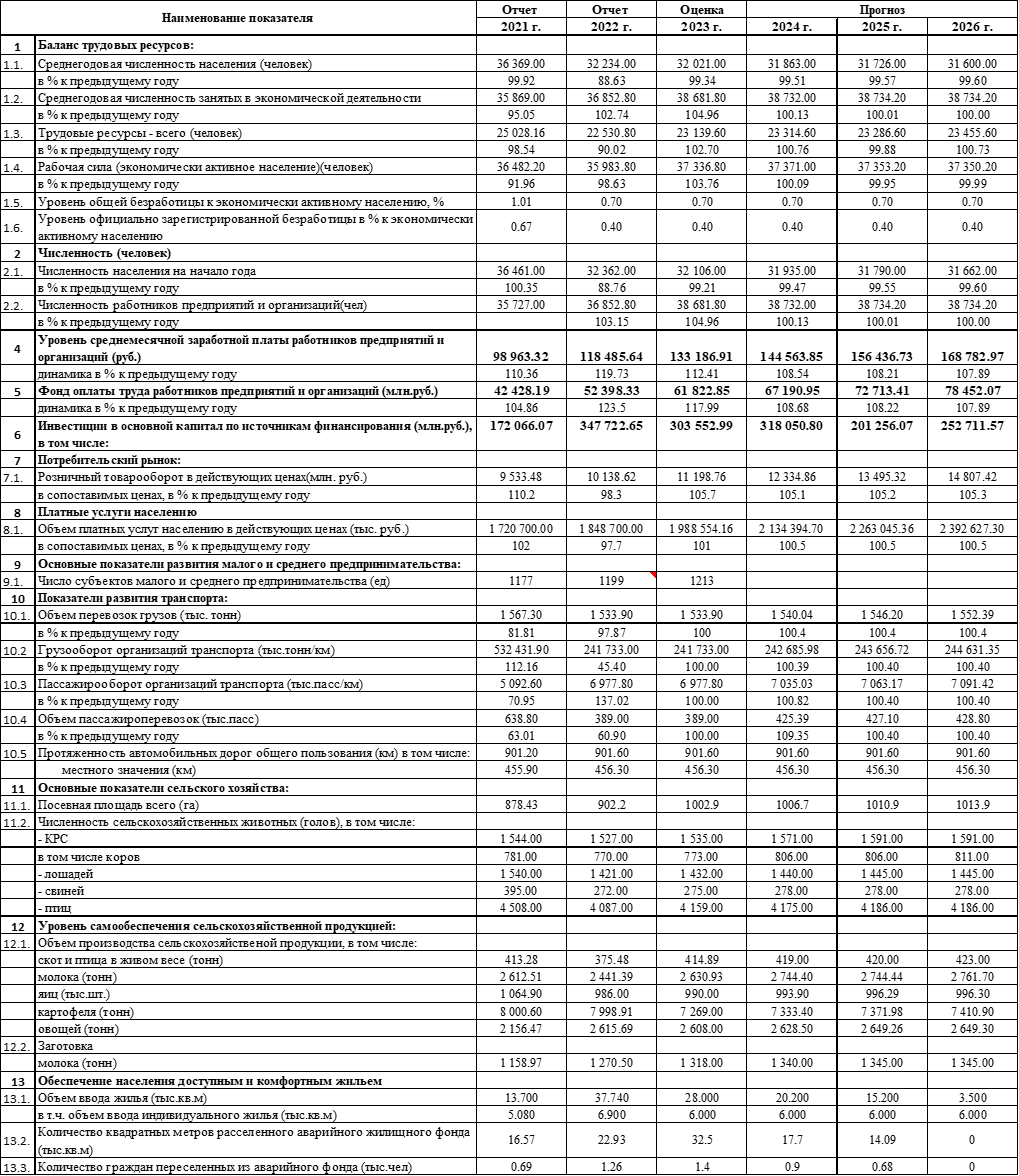 Наименование показателя Отчет Отчет Оценка Прогноз
2021 г. 2022 г. 2023 г. 2024 г. 2025 г. 2026 г.
1 Баланс трудовых ресурсов:
1.1. Среднегодовая численность населения (человек) 36 369.00 32 234.00 32 021.00 31 863.00 31 726.00 31 600.00
в % к предыдущему году 99.92 88.63 99.34 99.51 99.57 99.60
1.2. Среднегодовая численность занятых в экономической деятельности 35 869.00 36 852.80 38 681.80 38 732.00 38 734.20 38 734.20
в % к предыдущему году 95.05 102.74 104.96 100.13 100.01 100.00
1.3. Трудовые ресурсы - всего (человек) 25 028.16 22 530.80 23 139.60 23 314.60 23 286.60 23 455.60
в % к предыдущему году 98.54 90.02 102.70 100.76 99.88 100.73
1.4. Рабочая сила (экономически активное население)(человек) 36 482.20 35 983.80 37 336.80 37 371.00 37 353.20 37 350.20
в % к предыдущему году 91.96 98.63 103.76 100.09 99.95 99.99
1.5. Уровень общей безработицы к экономически активному населению, % 1.01 0.70 0.70 0.70 0.70 0.70
1.6. Уровень официально зарегистрированной безработицы в % к экономически
активному населению 0.67 0.40 0.40 0.40 0.40 0.40
2 Численность (человек)
2.1. Численность населения на начало года 36 461.00 32 362.00 32 106.00 31 935.00 31 790.00 31 662.00
в % к предыдущему году 100.35 88.76 99.21 99.47 99.55 99.60
2.2. Численность работников предприятий и организаций(чел) 35 727.00 36 852.80 38 681.80 38 732.00 38 734.20 38 734.20
в % к предыдущему году 103.15 104.96 100.13 100.01 100.00
4 Уровень среднемесячной заработной платы работников предприятий и
организаций (руб.) 98 963.32 118 485.64 133 186.91 144 563.85 156 436.73 168 782.97
динамика в % к предыдущему году 110.36 119.73 112.41 108.54 108.21 107.89
5 Фонд оплаты труда работников предприятий и организаций (млн.руб.) 42 428.19 52 398.33 61 822.85 67 190.95 72 713.41 78 452.07
динамика в % к предыдущему году 104.86 123.5 117.99 108.68 108.22 107.89
6 Инвестиции в основной капитал по источникам финансирования (млн.руб.),
в том числе: 172 066.07 347 722.65 303 552.99 318 050.80 201 256.07 252 711.57
7 Потребительский рынок:
7.1. Розничный товарооборот в действующих ценах(млн. руб.) 9 533.48 10 138.62 11 198.76 12 334.86 13 495.32 14 807.42
в сопоставимых ценах, в % к предыдущему году 110.2 98.3 105.7 105.1 105.2 105.3
8 Платные услуги населению
8.1. Объем платных услуг населению в действующих ценах (тыс. руб.) 1 720 700.00 1 848 700.00 1 988 554.16 2 134 394.70 2 263 045.36 2 392 627.30
в сопоставимых ценах, в % к предыдущему году 102 97.7 101 100.5 100.5 100.5
9 Основные показатели развития малого и среднего предпринимательства:
9.1. Число субъектов малого и среднего предпринимательства (ед) 1177 1199 1213
10 Показатели развития транспорта:
10.1. Объем перевозок грузов (тыс. тонн) 1 567.30 1 533.90 1 533.90 1 540.04 1 546.20 1 552.39
в % к предыдущему году 81.81 97.87 100 100.4 100.4 100.4
10.2 Грузооборот организаций транспорта (тыс.тонн/км) 532 431.90 241 733.00 241 733.00 242 685.98 243 656.72 244 631.35
в % к предыдущему году 112.16 45.40 100.00 100.39 100.40 100.40
10.3 Пассажирооборот организаций транспорта (тыс.пасс/км) 5 092.60 6 977.80 6 977.80 7 035.03 7 063.17 7 091.42
в % к предыдущему году 70.95 137.02 100.00 100.82 100.40 100.40
10.4 Объем пассажироперевозок (тыс.пасс) 638.80 389.00 389.00 425.39 427.10 428.80
в % к предыдущему году 63.01 60.90 100.00 109.35 100.40 100.40
10.5 Протяженность автомобильных дорог общего пользования (км) в том числе: 901.20 901.60 901.60 901.60 901.60 901.60
местного значения (км) 455.90 456.30 456.30 456.30 456.30 456.30
11 Основные показатели сельского хозяйства:
11.1. Посевная площадь всего (га) 878.43 902.2 1002.9 1006.7 1010.9 1013.9
11.2. Численность сельскохозяйственных животных (голов), в том числе:
- КРС 1 544.00 1 527.00 1 535.00 1 571.00 1 591.00 1 591.00
в том числе коров 781.00 770.00 773.00 806.00 806.00 811.00
- лошадей 1 540.00 1 421.00 1 432.00 1 440.00 1 445.00 1 445.00
- свиней 395.00 272.00 275.00 278.00 278.00 278.00
- птиц 4 508.00 4 087.00 4 159.00 4 175.00 4 186.00 4 186.00
12 Уровень самообеспечения сельскохозяйственной продукцией:
12.1. Объем производства сельскохозяйственой продукции, в том числе:
скот и птица в живом весе (тонн) 413.28 375.48 414.89 419.00 420.00 423.00
молока (тонн) 2 612.51 2 441.39 2 630.93 2 744.40 2 744.44 2 761.70
яиц (тыс.шт.) 1 064.90 986.00 990.00 993.90 996.29 996.30
картофеля (тонн) 8 000.60 7 998.91 7 269.00 7 333.40 7 371.98 7 410.90
овощей (тонн) 2 156.47 2 615.69 2 608.00 2 628.50 2 649.26 2 649.30
12.2. Заготовка
молока (тонн) 1 158.97 1 270.50 1 318.00 1 340.00 1 345.00 1 345.00
13 Обеспечение населения доступным и комфортным жильем
13.1. Объем ввода жилья (тыс.кв.м) 13.700 37.740 28.000 20.200 15.200 3.500
в т.ч. объем ввода индивидуального жилья (тыс.кв.м) 5.080 6.900 6.000 6.000 6.000 6.000
13.2. Количество квадратных метров расселенного аварийного жилищного фонда
(тыс.кв.м) 16.57 22.93 32.5 17.7 14.09 0
13.3. Количество граждан переселенных из аварийного фонда (тыс.чел) 0.69 1.26 1.4 0.9 0.68 0